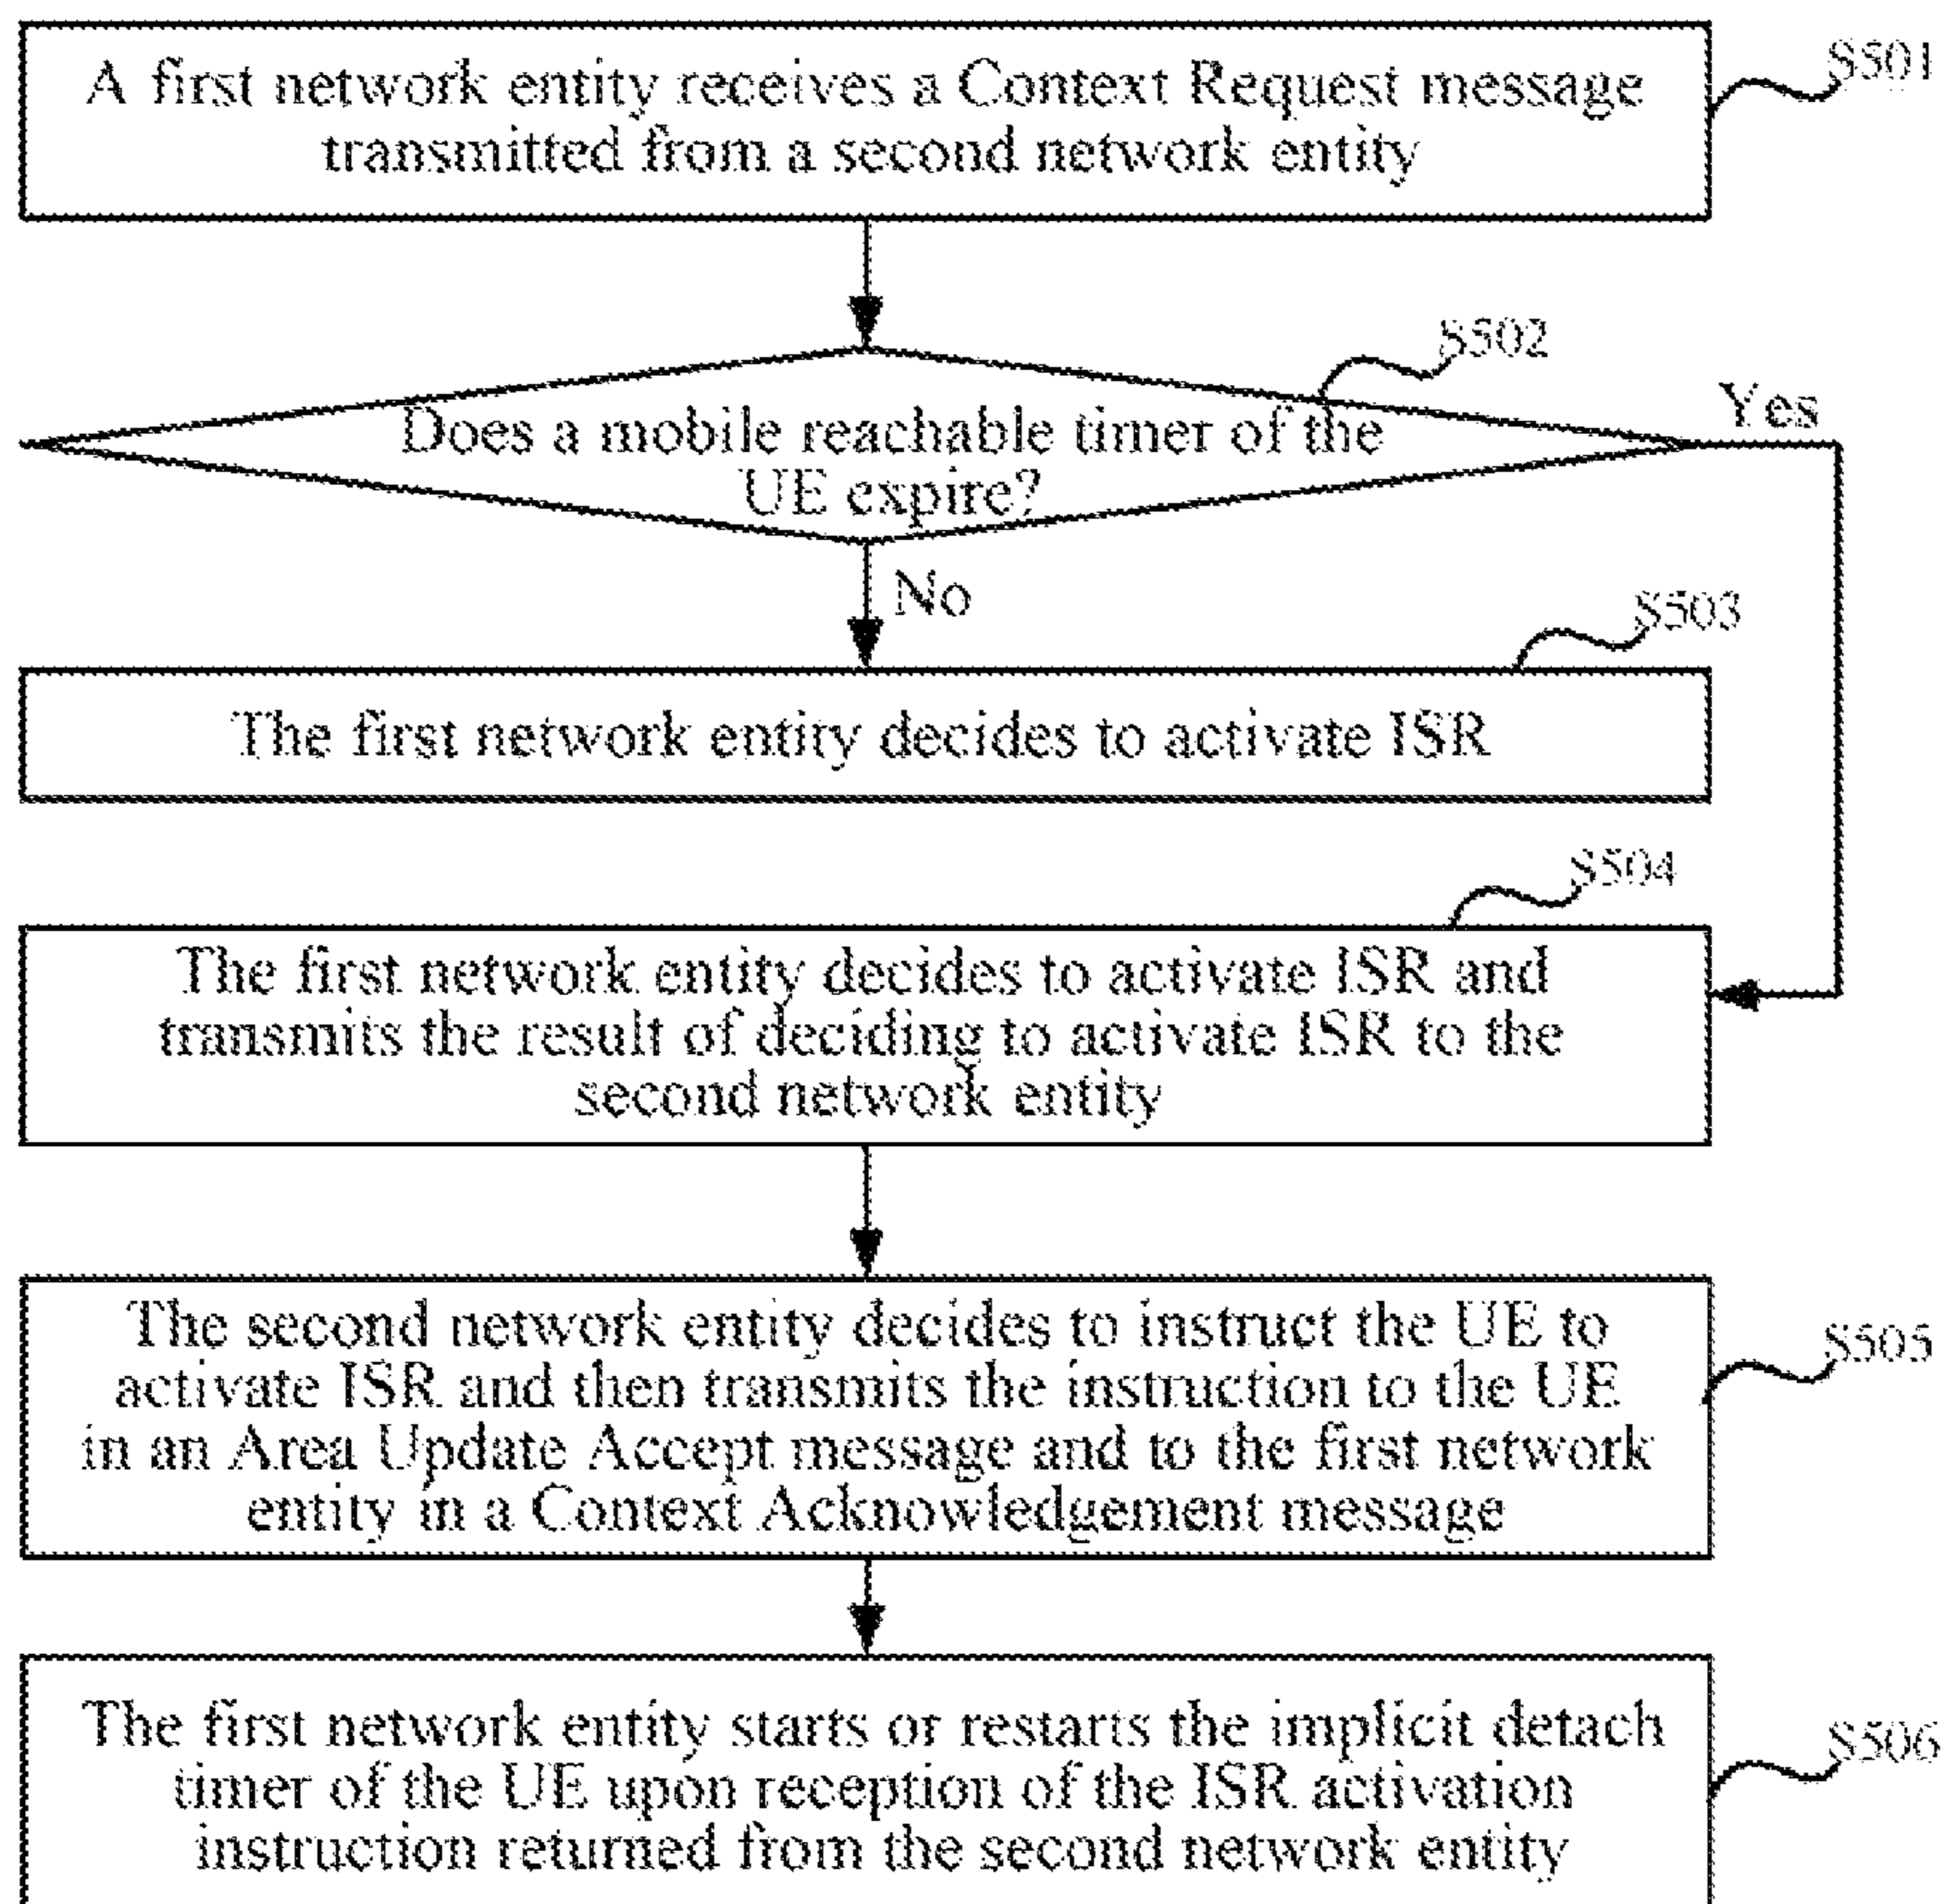 A first network entity receives a Context Request message
transmitted from a second network entity
S501
S502
Does a mobile reachable timer of the
UE expire?
Yes
No
S503
The first network entity decides to activate ISR
S504
The first network entity decides to activate ISR and
transmits the result of deciding to activate ISR to the
second network entity
The second network entity decides to instruct the UE to
activate ISR and then transmits the instruction to the UE
in an Area Update Accept message and to the first network
entity in a Context Acknowledgement message
S505
The first network entity starts or restarts the implicit detach
timer of the UE upon reception of the ISR activation
instruction returned from the second network entity
S506